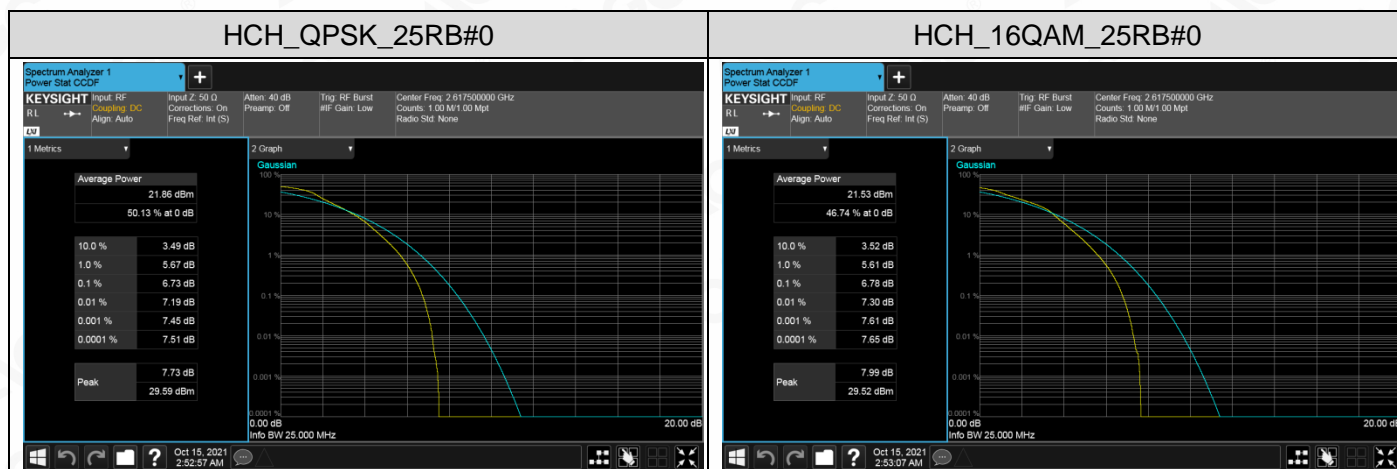 HCH_QPSK_25RB#0
HCH_16QAM_25RB#0
Spectrum Analyzer 1
Power Stat CCDF
+
KEYSIGHT
RL
LXI
Input: RF
Coupling: DC
Align: Auto
Input Z: 50 Ω
Corrections: On
Freq Ref: Int (S)
Atten: 40 dB
Preamp: Off
Trig: RF Burst
#IF Gain: Low
Center Freq: 2.617500000 GHz
Counts: 1.00 M/1.00 Mpt
Radio Std: None
1 Metrics
Average Power
21.86 dBm
50.13 % at 0 dB
10.0 % 3.49 dB
1.0 % 5.67 dB
0.1 % 6.73 dB
0.01 % 7.19 dB
0.001 % 7.45 dB
0.0001 % 7.51 dB
Peak
7.73 dB
29.59 dBm
2 Graph
Gaussian
100 %
10 %
1 %
0.1 %
0.01 %
0.001 %
0.0001 %
0.00 dB 20.00 dB
Info BW 25.000 MHz
?
Oct 15, 2021
2:52:57 AM
Spectrum Analyzer 1
Power Stat CCDF
+
KEYSIGHT
RL
LXI
Input: RF
Coupling: DC
Align: Auto
Input Z: 50 Ω
Corrections: On
Freq Ref: Int (S)
Atten: 40 dB
Preamp: Off
Trig: RF Burst
#IF Gain: Low
Center Freq: 2.617500000 GHz
Counts: 1.00 M/1.00 Mpt
Radio Std: None
1 Metrics
Average Power
21.53 dBm
46.74 % at 0 dB
10.0 % 3.52 dB
1.0 % 5.61 dB
0.1 % 6.78 dB
0.01 % 7.30 dB
0.001 % 7.61 dB
0.0001 % 7.65 dB
Peak
7.99 dB
29.52 dBm
2 Graph
Gaussian
100 %
10 %
1 %
0.1 %
0.01 %
0.001 %
0.0001 %
0.00 dB 20.00 dB
Info BW 25.000 MHz
?
Oct 15, 2021
2:53:07 AM